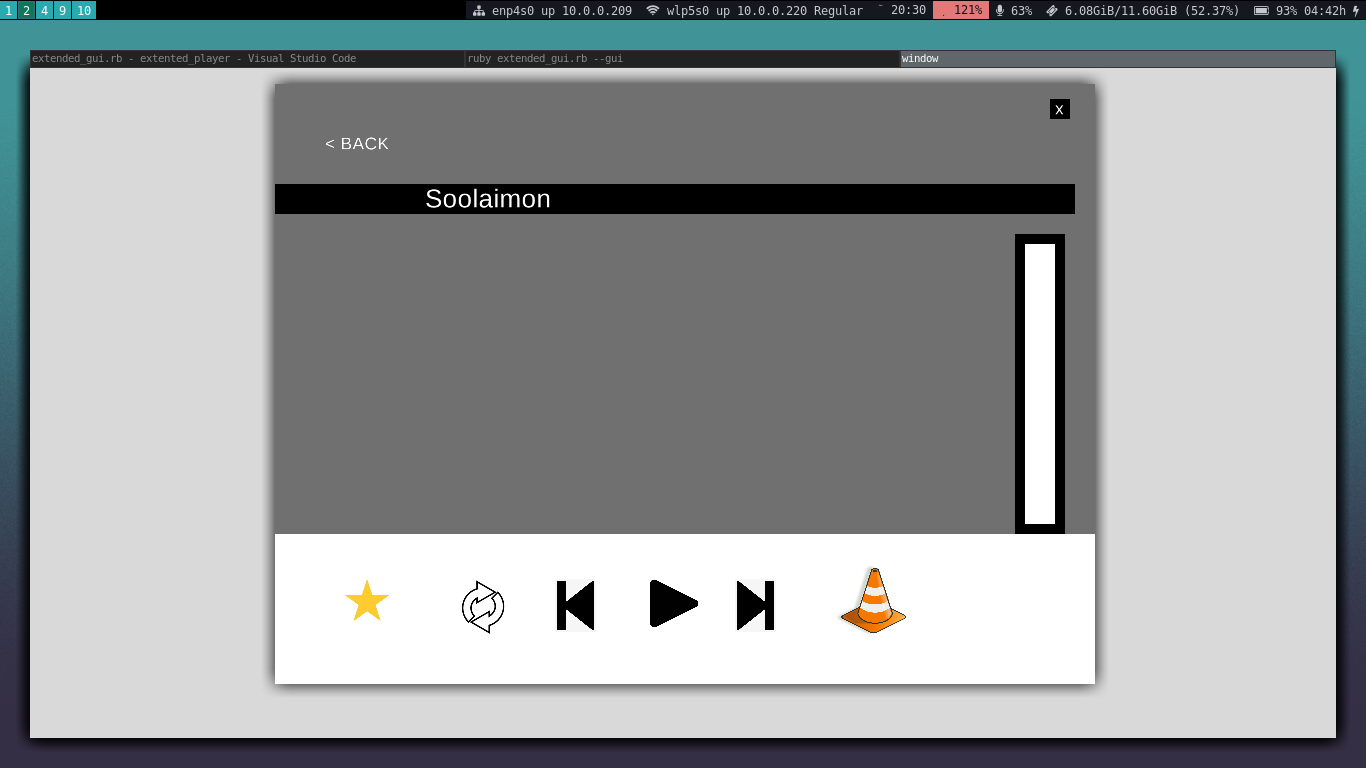 1 2 4 9 10 enp4s0 up 10.0.0.209 wlp5s0 up 10.0.0.220 Regular 20:30 121% 63% 6.08GiB/11.60GiB (52.37%) 93% 04:42h
extended_gui.rb - extented_player - Visual Studio Code ruby extended_gui.rb --gui window
X
< BACK
Soolaimon